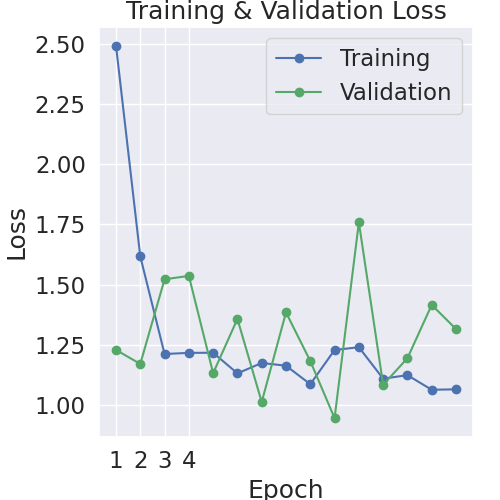 Training & Validation Loss
Training
Validation
2.50
2.25
2.00
1.75
1.50
1.25
1.00
Loss
1 2 3 4
Epoch